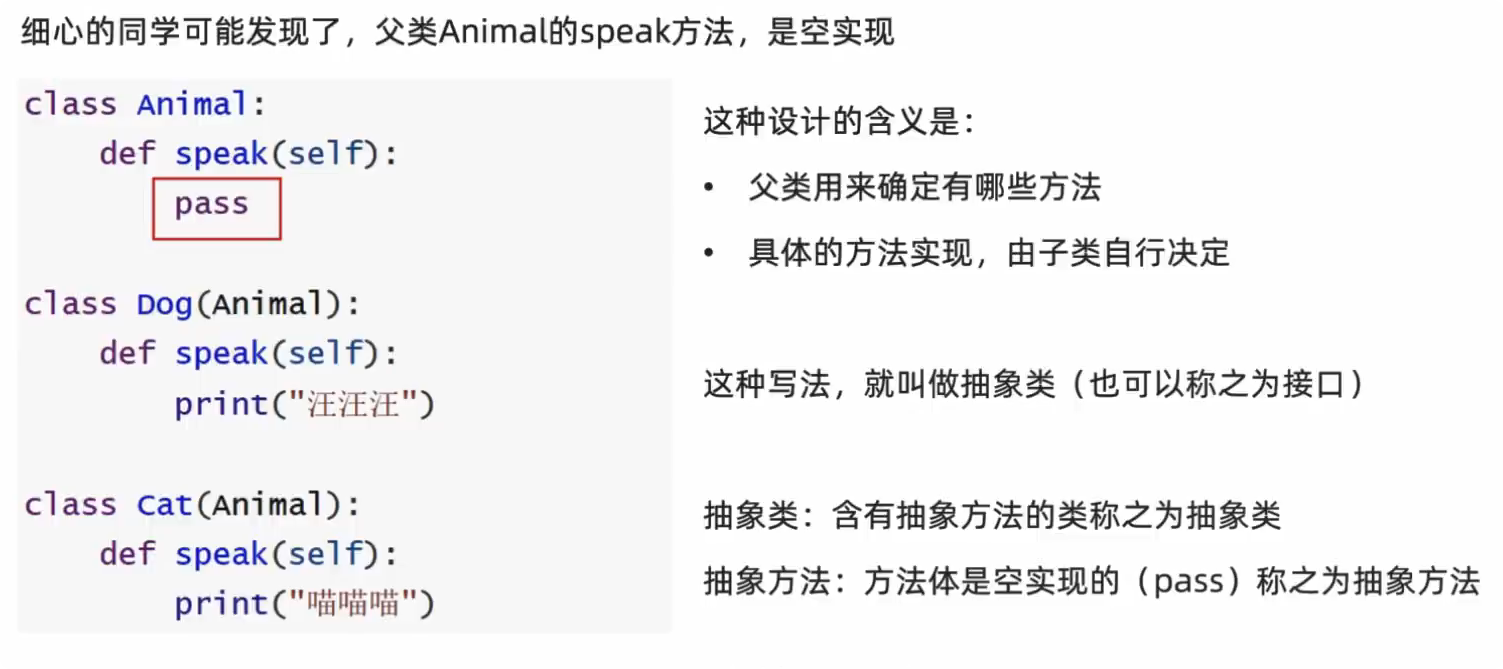 细心的同学可能发现了，父类Animal的speak方法，是空实现
class Animal:
    def speak(self):
        pass
class Dog(Animal):
    def speak(self):
        print("汪汪汪")
class Cat(Animal):
    def speak(self):
        print("喵喵喵")
这种设计的含义是：
• 父类用来确定有哪些方法
• 具体的方法实现，由子类自行决定
这种写法，就叫做抽象类（也可以称之为接口）
抽象类：含有抽象方法的类称之为抽象类
抽象方法：方法体是空实现的（pass）称之为抽象方法